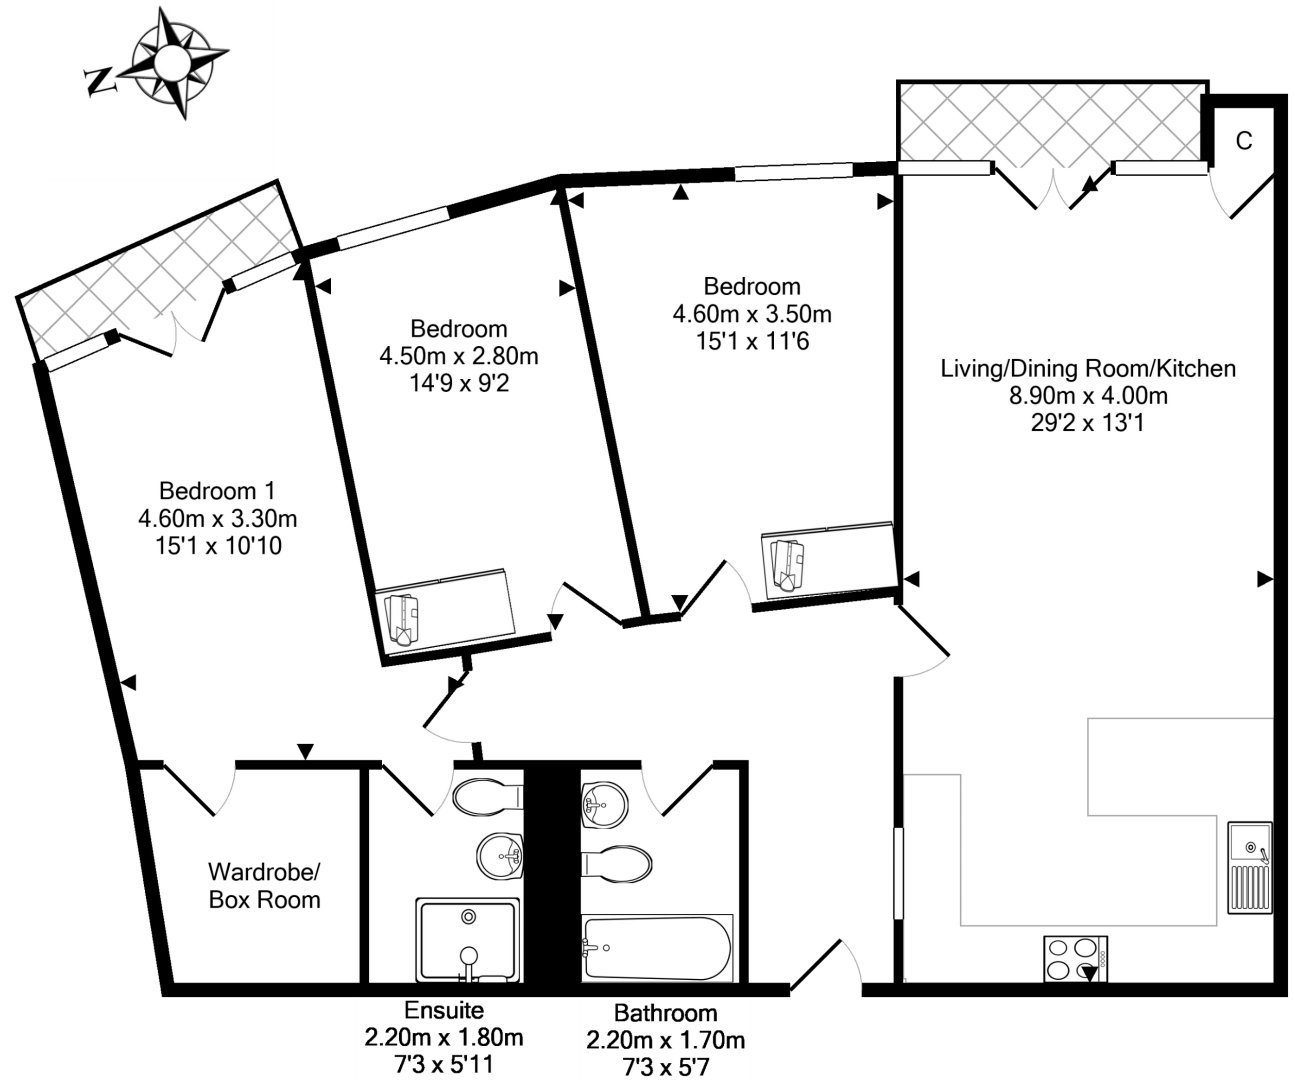 N
C
Bedroom
4.60m x 3.50m
15'1 x 11'6
Bedroom
4.50m x 2.80m
14'9 x 9'2
Living/Dining Room/Kitchen
8.90m x 4.00m
29'2 x 13'1
Bedroom 1
4.60m x 3.30m
15'1 x 10'10
Wardrobe/
Box Room
Ensuite
2.20m x 1.80m
7'3 x 5'11
Bathroom
2.20m x 1.70m
7'3 x 5'7